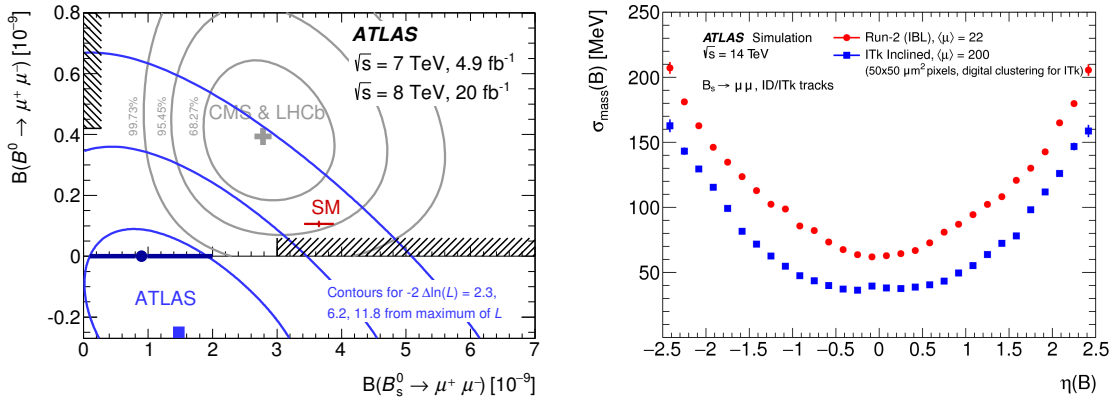 B(B⁰ → μ⁺ μ⁻) [10⁻⁹]
0.8
0.6
0.4
0.2
0
-0.2
ATLAS
√s = 7 TeV, 4.9 fb⁻¹
√s = 8 TeV, 20 fb⁻¹
99.73%
95.45%
68.27%
CMS & LHCb
SM
ATLAS
Contours for -2 Δln(L) = 2.3,
6.2, 11.8 from maximum of L
0 1 2 3 4 5 6 7
B(B⁰ₛ → μ⁺ μ⁻) [10⁻⁹]
σmass(B) [MeV]
250
200
150
100
50
ATLAS Simulation
√s = 14 TeV
Run-2 (IBL), ⟨μ⟩ = 22
ITk Inclined, ⟨μ⟩ = 200
(50x50 μm² pixels, digital clustering for ITk)
Bₛ → μ μ, ID/ITk tracks
−2.5 −2 −1.5 −1 −0.5 0 0.5 1 1.5 2 2.5
η(B)